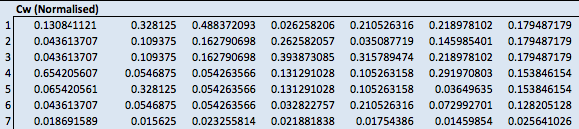 Cw (Normalised)
1 0.130841121 0.328125 0.488372093 0.026258206 0.210526316 0.218978102 0.179487179
2 0.043613707 0.109375 0.162790698 0.262582057 0.035087719 0.145985401 0.179487179
3 0.043613707 0.109375 0.162790698 0.393873085 0.315789474 0.218978102 0.179487179
4 0.654205607 0.0546875 0.054263566 0.131291028 0.105263158 0.291970803 0.153846154
5 0.065420561 0.328125 0.054263566 0.131291028 0.105263158 0.03649635 0.153846154
6 0.043613707 0.0546875 0.054263566 0.032822757 0.210526316 0.072992701 0.128205128
7 0.018691589 0.015625 0.023255814 0.021881838 0.01754386 0.01459854 0.025641026